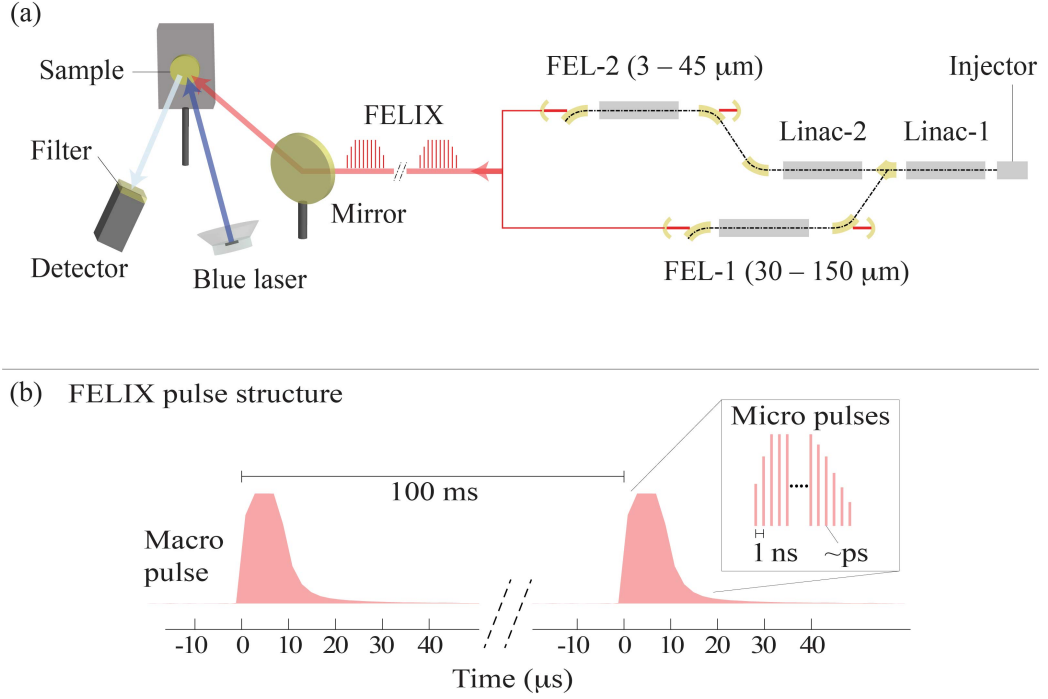 (a)
Sample
Filter
Detector
Blue laser
Mirror
FELIX
FEL-2 (3 – 45 μm)
Injector
Linac-2
Linac-1
FEL-1 (30 – 150 μm)
(b) FELIX pulse structure
Micro pulses
1 ns
~ps
100 ms
Macro
pulse
-10 0 10 20 30 40 -10 0 10 20 30 40
Time (μs)